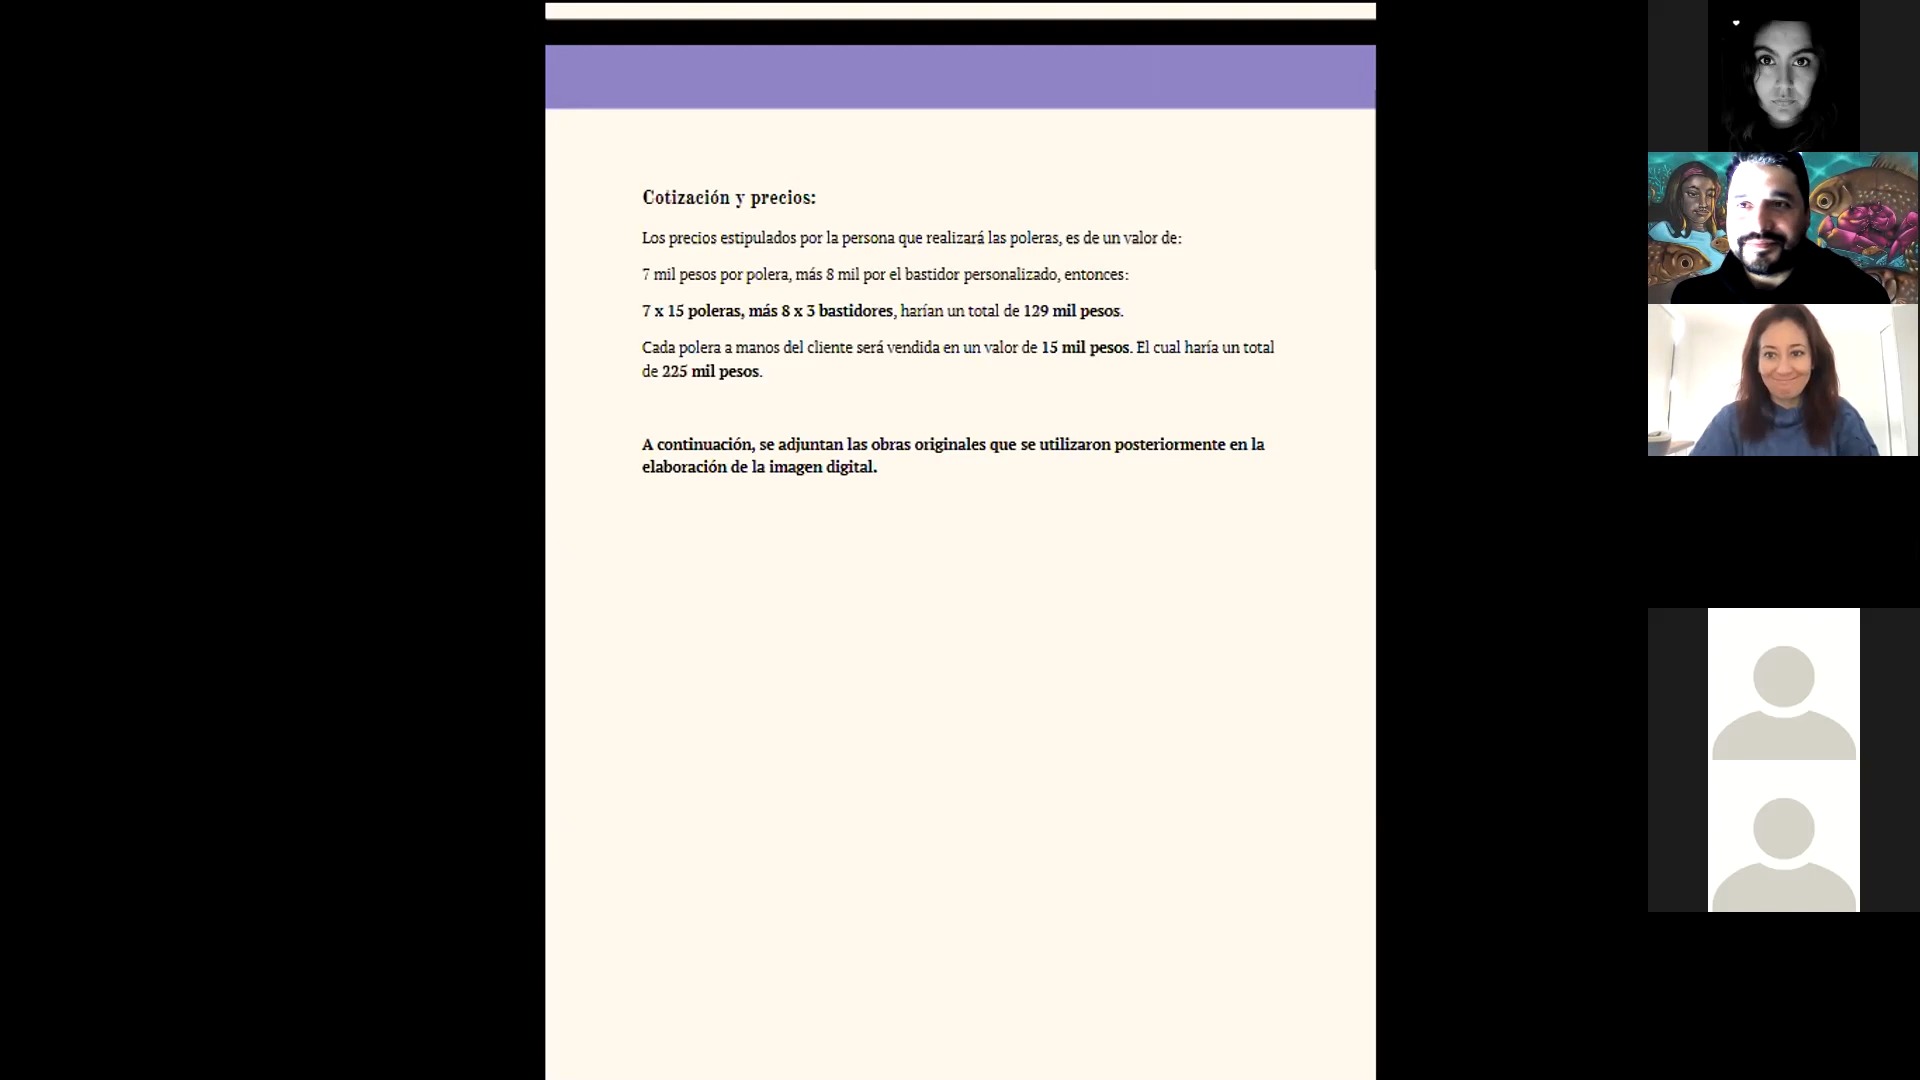 Cotización y precios:
Los precios estipulados por la persona que realizará las poleras, es de un valor de:
7 mil pesos por polera, más 8 mil por el bastidor personalizado, entonces:
7 x 15 poleras, más 8 x 3 bastidores, harían un total de 129 mil pesos.
Cada polera a manos del cliente será vendida en un valor de 15 mil pesos. El cual haría un total
de 225 mil pesos.
A continuación, se adjuntan las obras originales que se utilizaron posteriormente en la
elaboración de la imagen digital.